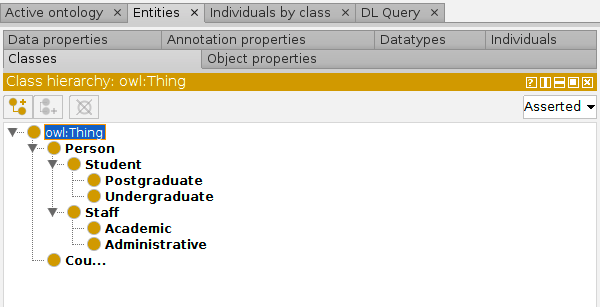 Active ontology × Entities × Individuals by class × DL Query ×
Data properties Annotation properties Datatypes Individuals
Classes Object properties
Class hierarchy: owl:Thing
Asserted
owl:Thing
Person
Student
Postgraduate
Undergraduate
Staff
Academic
Administrative
Cou...